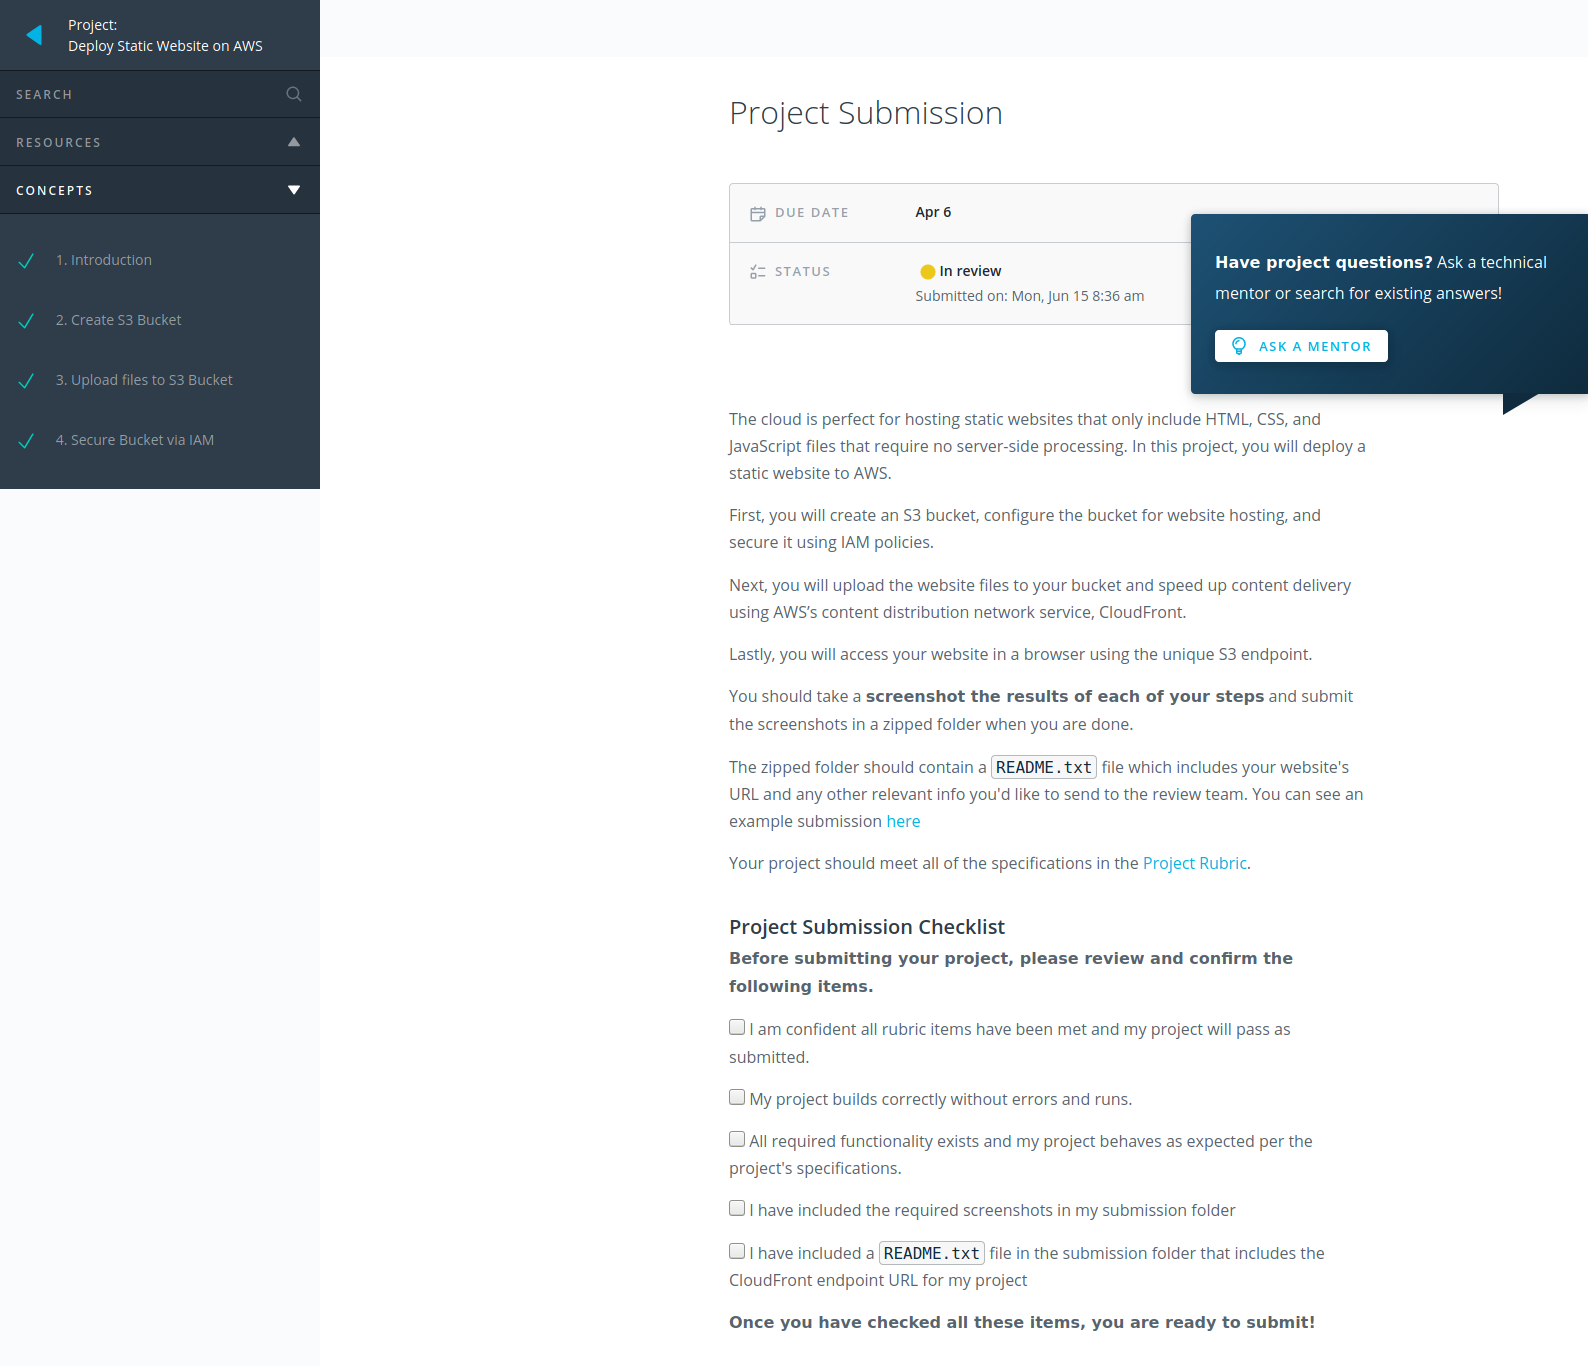 Project:
Deploy Static Website on AWS
SEARCH
RESOURCES
CONCEPTS
1. Introduction
2. Create S3 Bucket
3. Upload files to S3 Bucket
4. Secure Bucket via IAM
Project Submission
DUE DATE
Apr 6
STATUS
In review
Submitted on: Mon, Jun 15 8:36 am
Have project questions? Ask a technical
mentor or search for existing answers!
ASK A MENTOR
The cloud is perfect for hosting static websites that only include HTML, CSS, and
JavaScript files that require no server-side processing. In this project, you will deploy a
static website to AWS.
First, you will create an S3 bucket, configure the bucket for website hosting, and
secure it using IAM policies.
Next, you will upload the website files to your bucket and speed up content delivery
using AWS’s content distribution network service, CloudFront.
Lastly, you will access your website in a browser using the unique S3 endpoint.
You should take a screenshot the results of each of your steps and submit
the screenshots in a zipped folder when you are done.
The zipped folder should contain a README.txt file which includes your website's
URL and any other relevant info you'd like to send to the review team. You can see an
example submission here
Your project should meet all of the specifications in the Project Rubric.
Project Submission Checklist
Before submitting your project, please review and confirm the
following items.
I am confident all rubric items have been met and my project will pass as
submitted.
My project builds correctly without errors and runs.
All required functionality exists and my project behaves as expected per the
project's specifications.
I have included the required screenshots in my submission folder
I have included a README.txt file in the submission folder that includes the
CloudFront endpoint URL for my project
Once you have checked all these items, you are ready to submit!